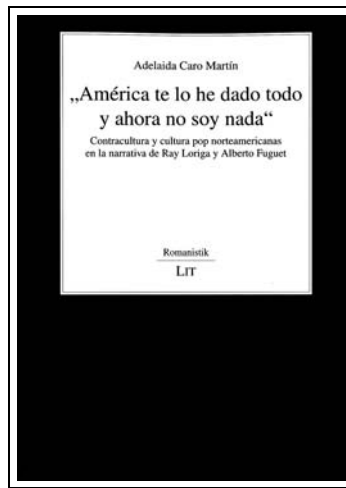 Adelaida Caro Martín
„América te lo he dado todo
y ahora no soy nada“
Contracultura y cultura pop norteamericanas
en la narrativa de Ray Loriga y Alberto Fuguet
Romanistik
LIT